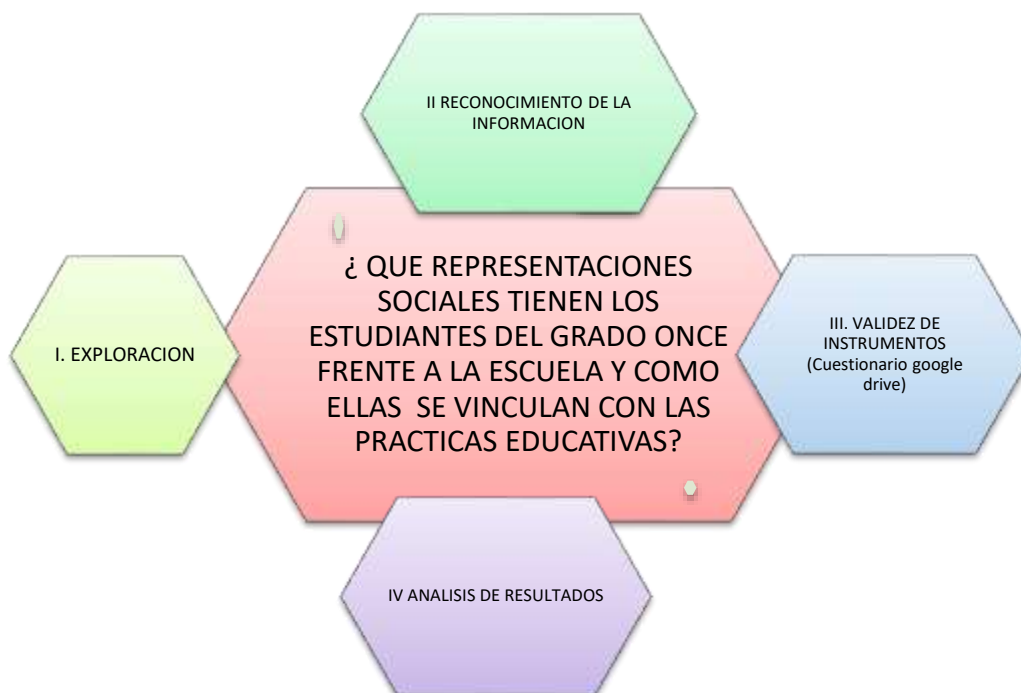 II RECONOCIMIENTO DE LA
INFORMACION
¿ QUE REPRESENTACIONES
SOCIALES TIENEN LOS
ESTUDIANTES DEL GRADO ONCE
FRENTE A LA ESCUELA Y COMO
ELLAS SE VINCULAN CON LAS
PRACTICAS EDUCATIVAS?
I. EXPLORACION
III. VALIDEZ DE
INSTRUMENTOS
(Cuestionario google
drive)
IV ANALISIS DE RESULTADOS